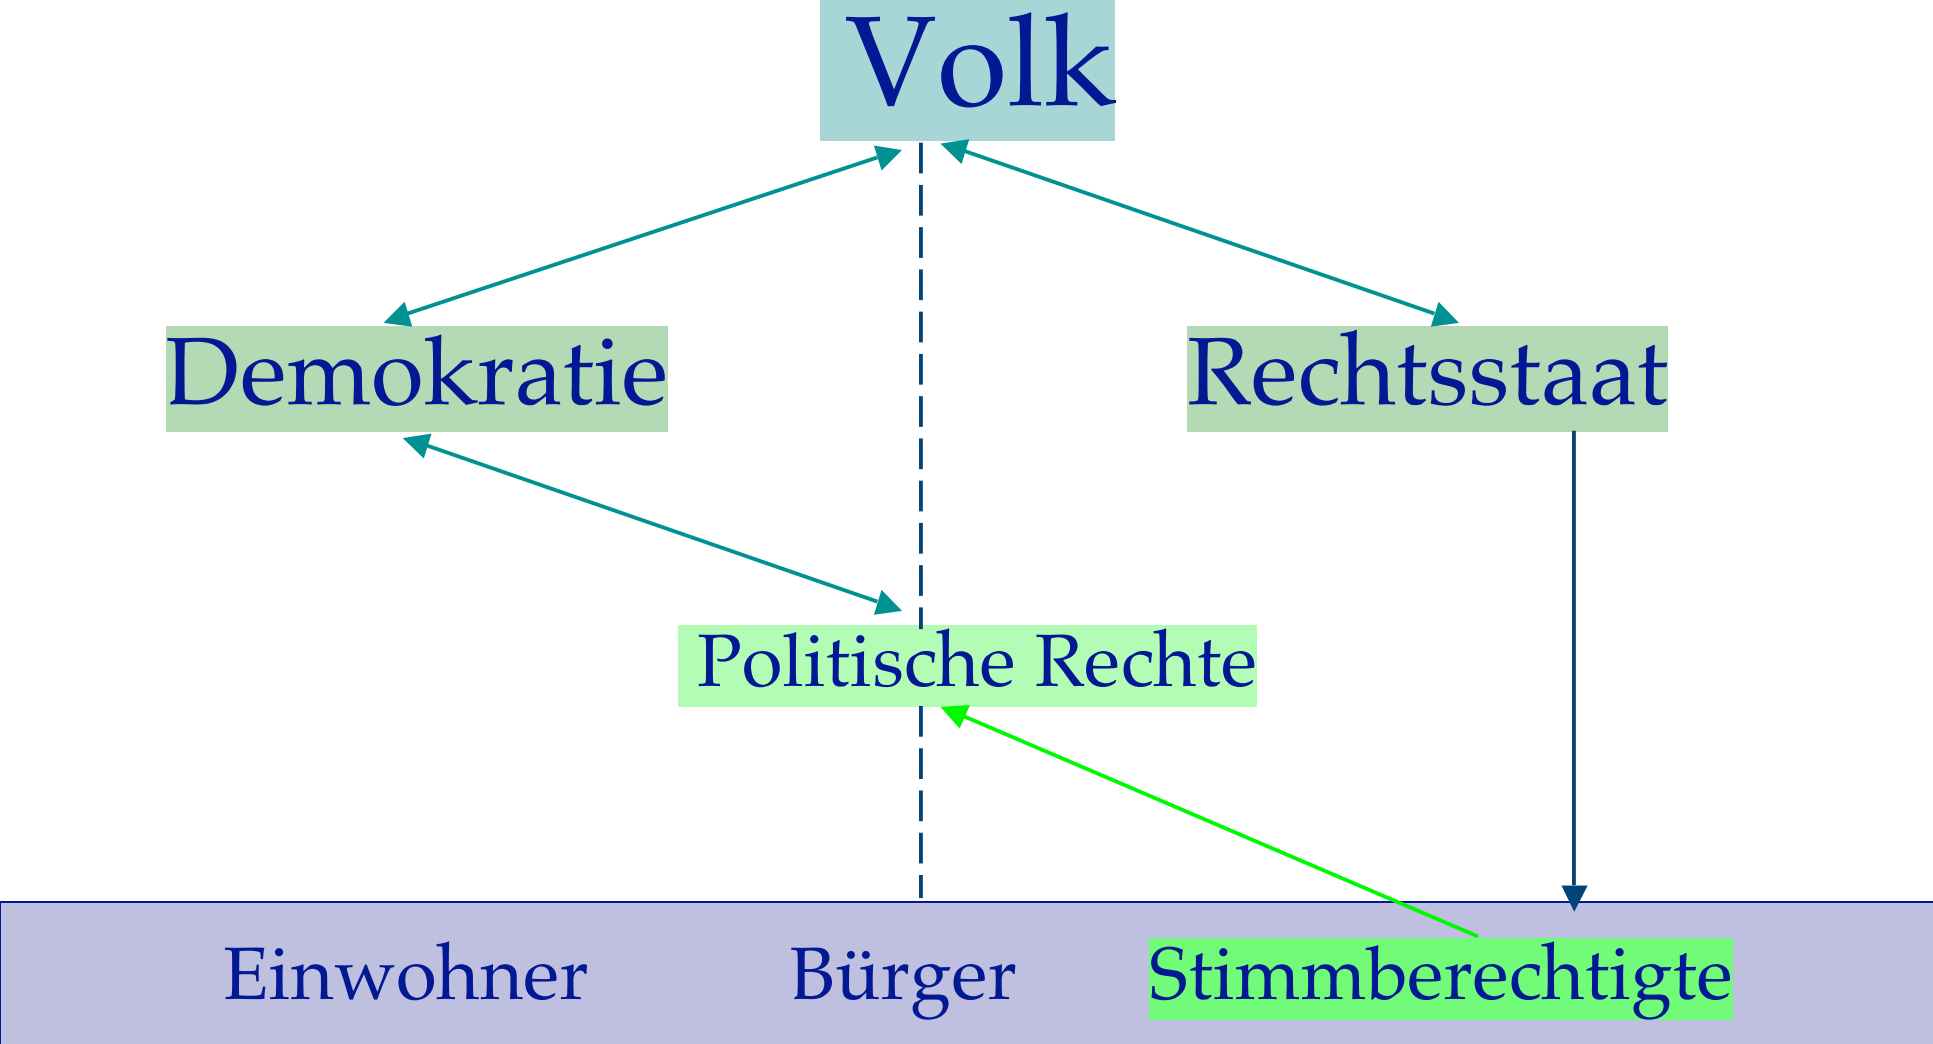 Volk
Demokratie
Rechtsstaat
Politische Rechte
Einwohner
Bürger
Stimmberechtigte